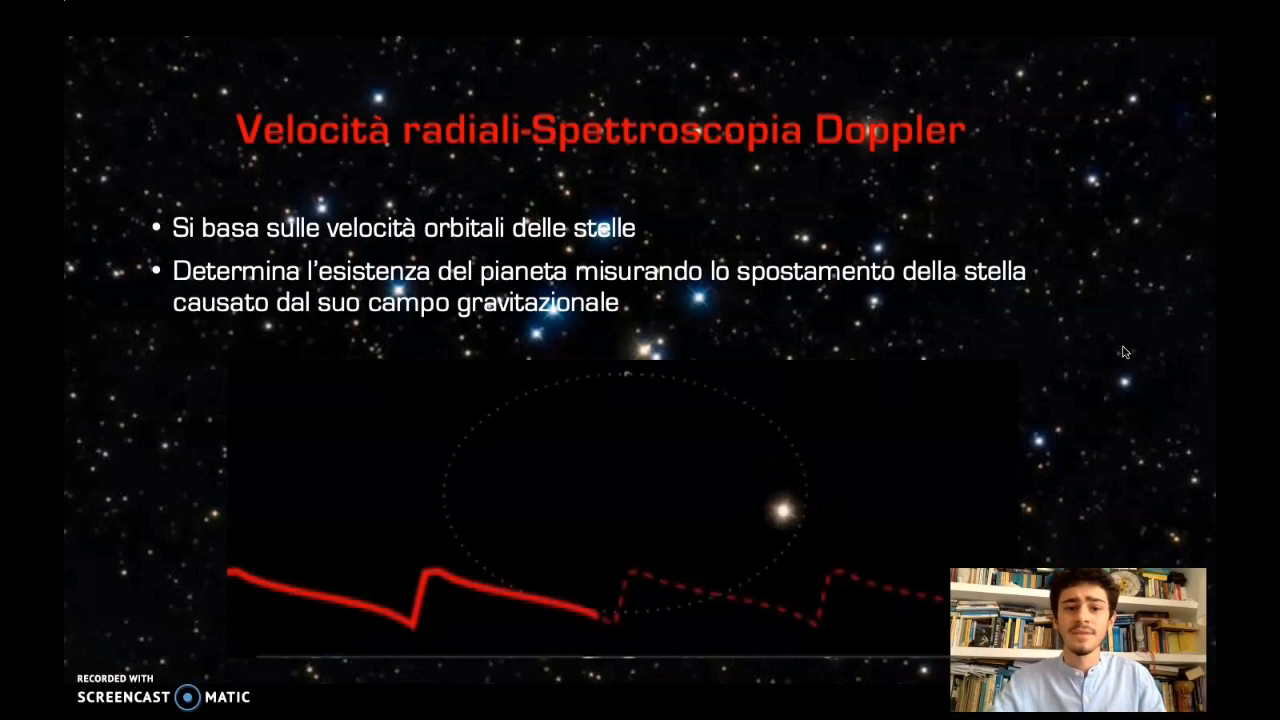 Velocità radiali-Spettroscopia Doppler
• Si basa sulle velocità orbitali delle stelle
• Determina l'esistenza del pianeta misurando lo spostamento della stella
causato dal suo campo gravitazionale
RECORDED WITH
SCREENCAST MATIC